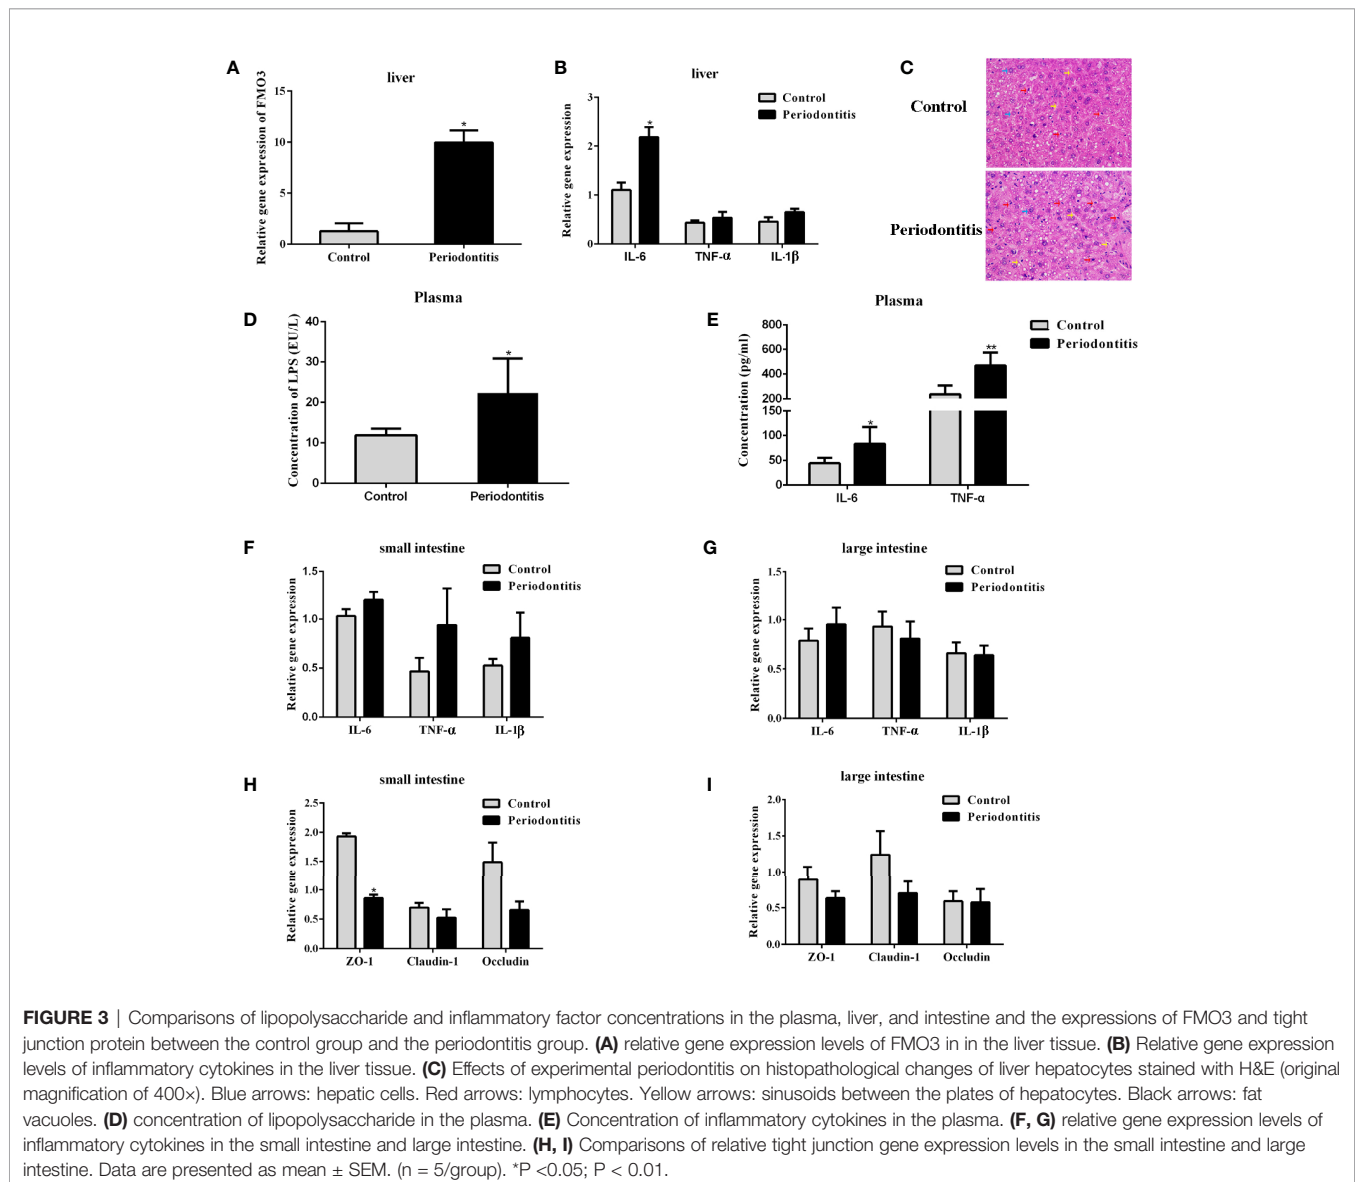 A
liver
Relative gene expression of FMO3
15
10
5
0
*
Control
Periodontitis
B
liver
Relative gene expression
3
2
1
0
*
Control
Periodontitis
IL-6
TNF-α
IL-1β
C
Control
Periodontitis
D
Plasma
Concentration of LPS (EU/L)
40
30
20
10
0
*
Control
Periodontitis
E
Plasma
Concentration (pg/ml)
800
600
400
200
150
100
50
0
*
**
Control
Periodontitis
IL-6
TNF-α
F
small intestine
Relative gene expression
1.5
1.0
0.5
0.0
Control
Periodontitis
IL-6
TNF-α
IL-1β
G
large intestine
Relative gene expression
1.5
1.0
0.5
0.0
Control
Periodontitis
IL-6
TNF-α
IL-1β
H
small intestine
Relative gene expression
2.5
2.0
1.5
1.0
0.5
0.0
*
Control
Periodontitis
ZO-1
Claudin-1
Occludin
I
large intestine
Relative gene expression
2.0
1.5
1.0
0.5
0.0
Control
Periodontitis
ZO-1
Claudin-1
Occludin
FIGURE 3 | Comparisons of lipopolysaccharide and inflammatory factor concentrations in the plasma, liver, and intestine and the expressions of FMO3 and tight
junction protein between the control group and the periodontitis group. (A) relative gene expression levels of FMO3 in in the liver tissue. (B) Relative gene expression
levels of inflammatory cytokines in the liver tissue. (C) Effects of experimental periodontitis on histopathological changes of liver hepatocytes stained with H&E (original
magnification of 400×). Blue arrows: hepatic cells. Red arrows: lymphocytes. Yellow arrows: sinusoids between the plates of hepatocytes. Black arrows: fat
vacuoles. (D) concentration of lipopolysaccharide in the plasma. (E) Concentration of inflammatory cytokines in the plasma. (F, G) relative gene expression levels of
inflammatory cytokines in the small intestine and large intestine. (H, I) Comparisons of relative tight junction gene expression levels in the small intestine and large
intestine. Data are presented as mean ± SEM. (n = 5/group). *P <0.05; P < 0.01.